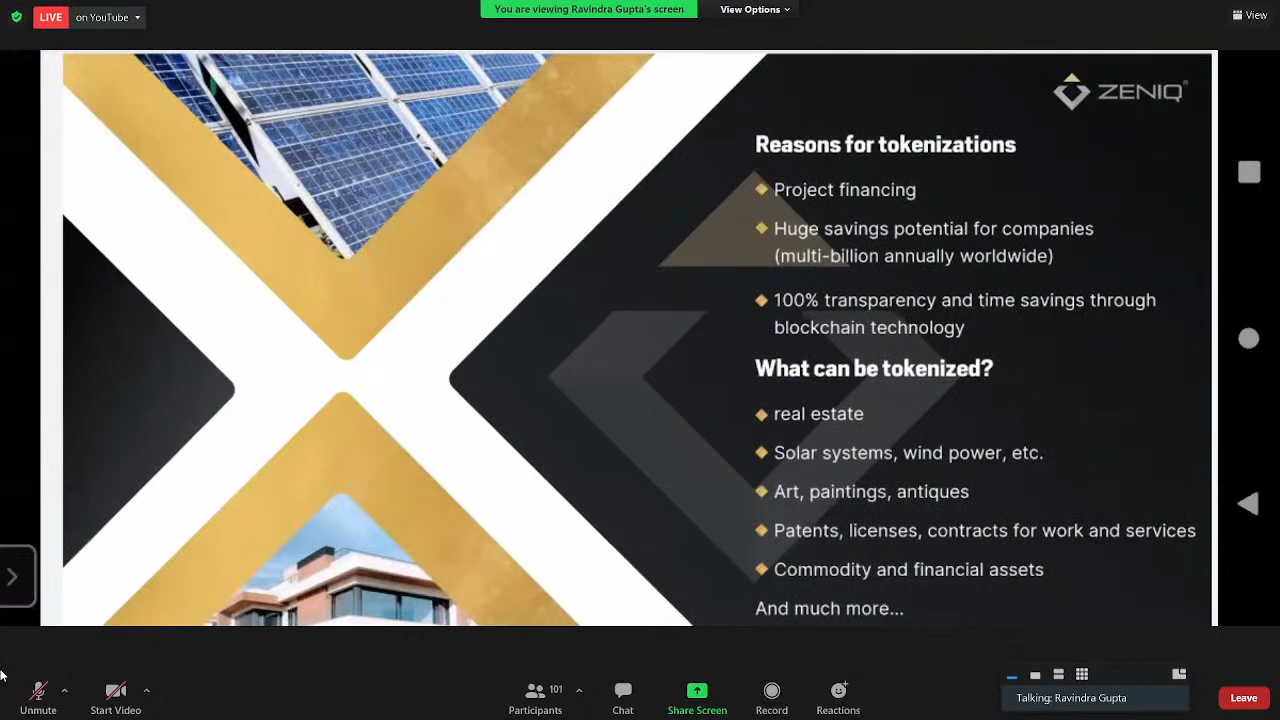 LIVE on YouTube
You are viewing Ravindra Gupta's screen
View Options
View
ZENIQ®
Reasons for tokenizations
Project financing
Huge savings potential for companies
(multi-billion annually worldwide)
100% transparency and time savings through
blockchain technology
What can be tokenized?
real estate
Solar systems, wind power, etc.
Art, paintings, antiques
Patents, licenses, contracts for work and services
Commodity and financial assets
And much more...
Unmute
Start Video
101
Participants
Chat
Share Screen
Record
Reactions
Talking: Ravindra Gupta
Leave